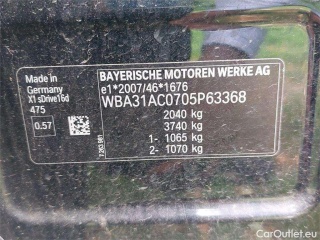 Made in
Germany
X1 sDrive16d
475
0.57
BAYERISCHE MOTOREN WERKE AG
e1*2007/46*1676
WBA31AC0705P63368
2040 kg
3740 kg
1- 1065 kg
2- 1070 kg
© CarOutlet.eu